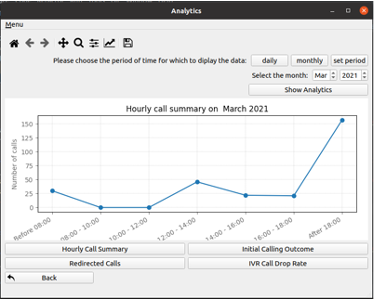 Analytics
Menu
Please choose the period of time for which to diplay the data: daily monthly set period
Select the month: Mar 2021
Show Analytics
Hourly call summary on March 2021
Number of calls
150
125
100
75
50
25
0
Before 08:00
08:00 - 10:00
10:00 - 12:00
12:00 - 14:00
14:00 - 16:00
16:00 - 18:00
After 18:00
Hourly Call Summary Initial Calling Outcome
Redirected Calls IVR Call Drop Rate
Back